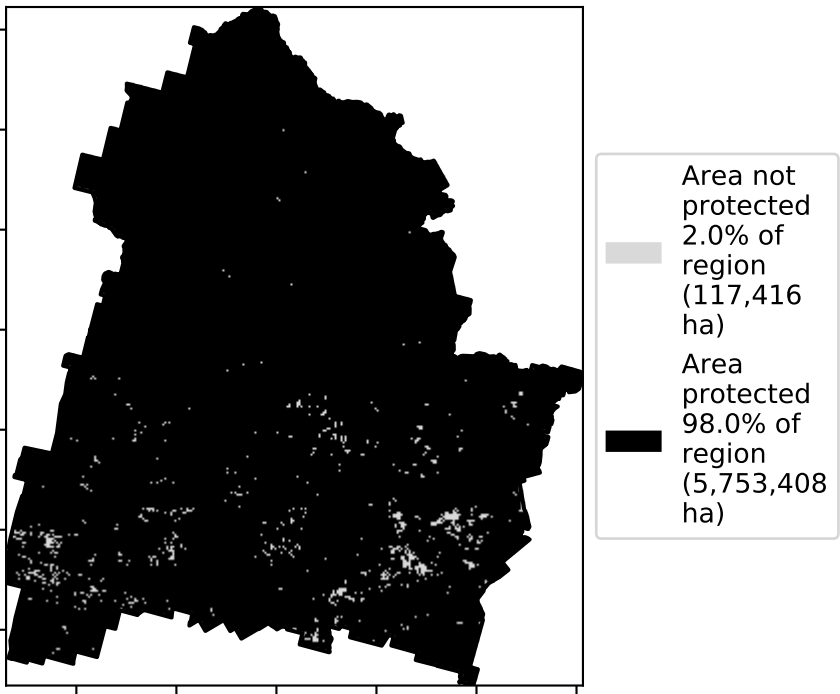 Area not
protected
2.0% of
region
(117,416
ha)
Area
protected
98.0% of
region
(5,753,408
ha)